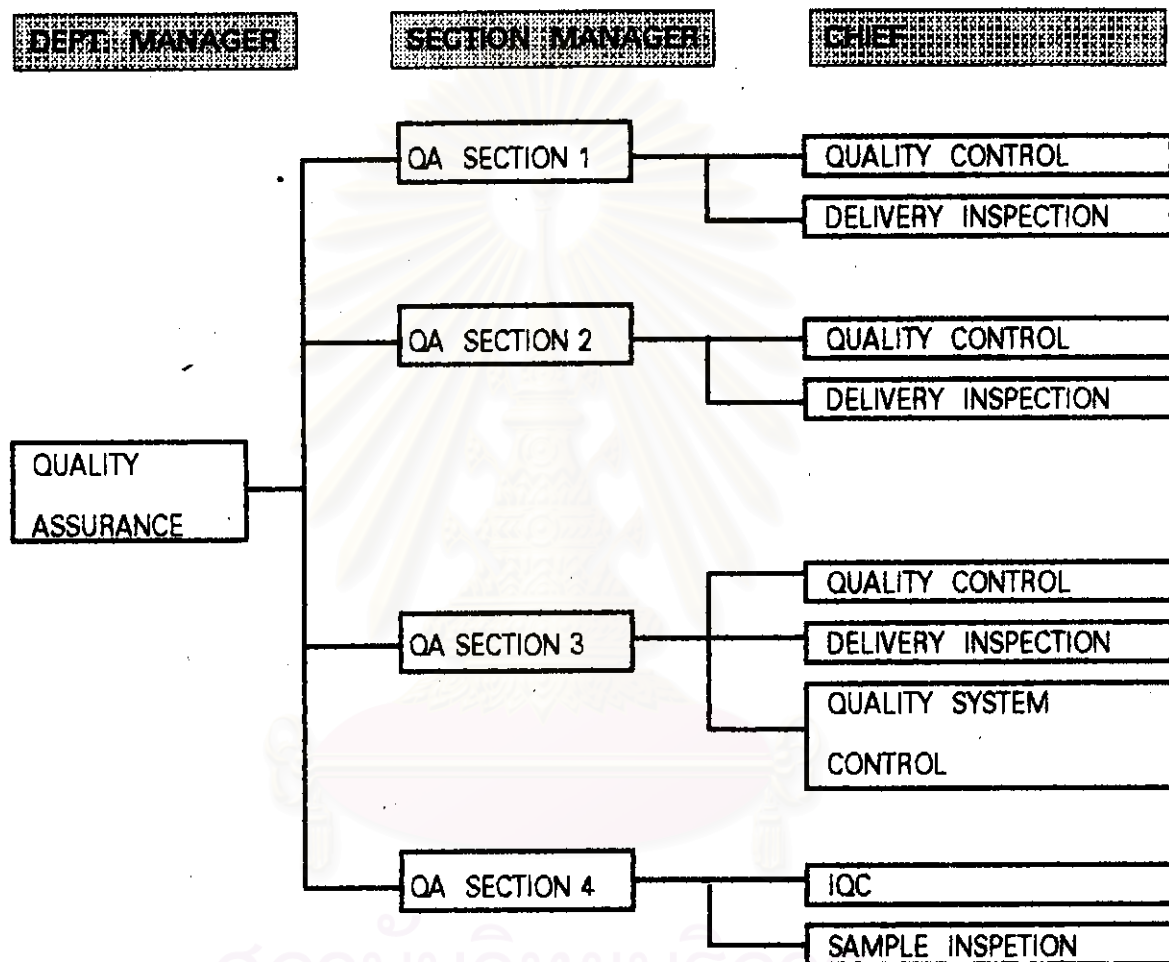 DEPT. MANAGER
SECTION MANAGER
CHIEF
QA SECTION 1
QUALITY CONTROL
DELIVERY INSPECTION
QA SECTION 2
QUALITY CONTROL
DELIVERY INSPECTION
QUALITY
ASSURANCE
QA SECTION 3
QUALITY CONTROL
DELIVERY INSPECTION
QUALITY SYSTEM
CONTROL
QA SECTION 4
IQC
SAMPLE INSPETION